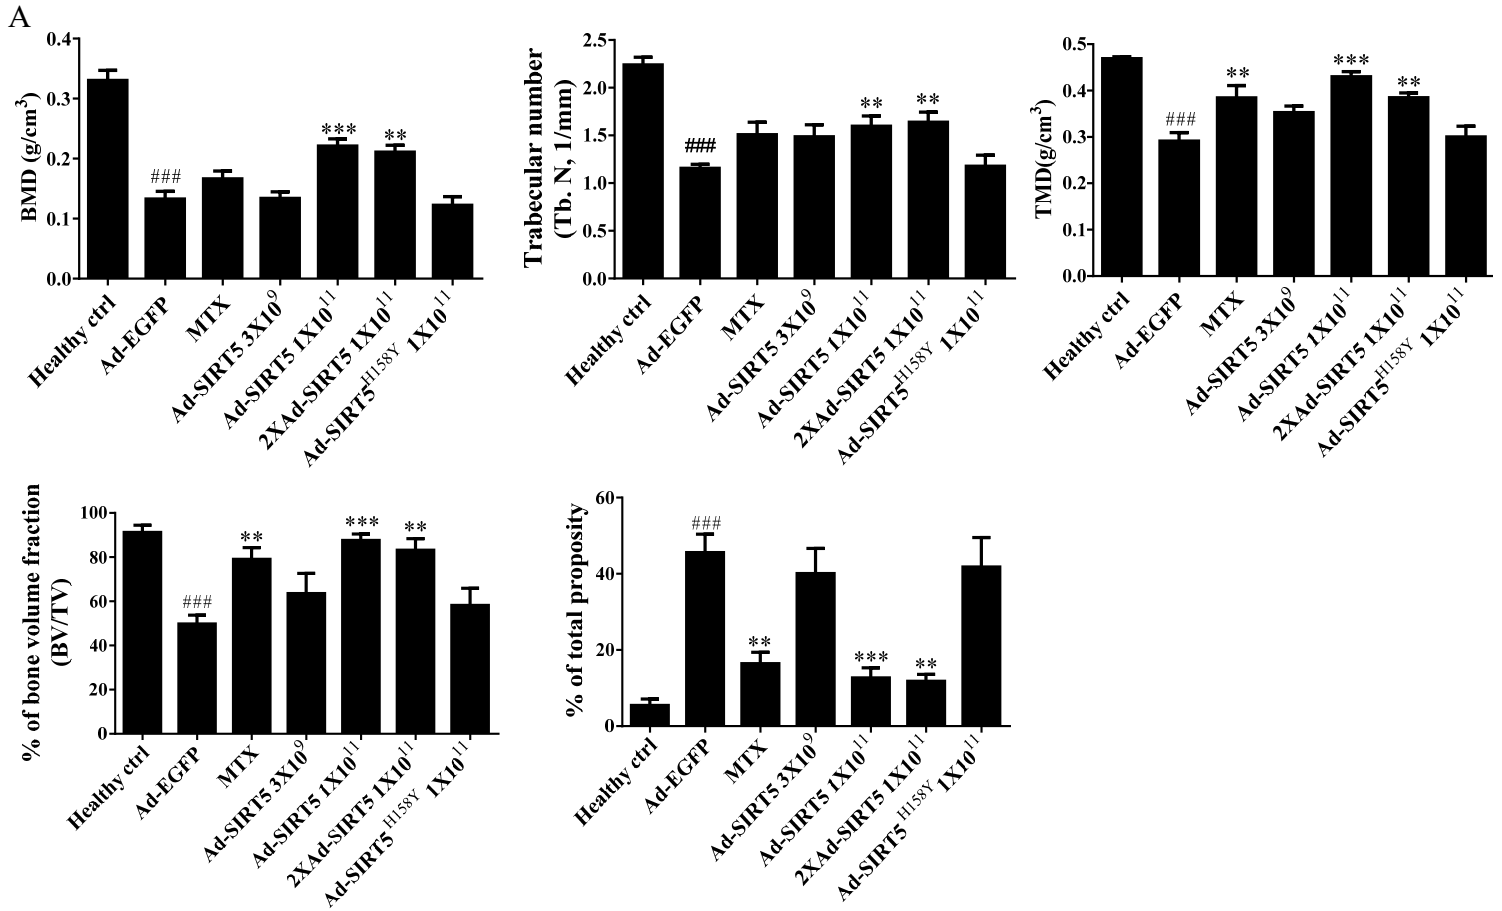 A
BMD (g/cm³)
0.4
0.3
0.2
0.1
0.0
###
***
**
Healthy ctrl
Ad-EGFP
MTX
Ad-SIRT5 3X10⁹
Ad-SIRT5 1X10¹¹
2XAd-SIRT5 1X10¹¹
Ad-SIRT5ᴴ¹⁵⁸ʸ 1X10¹¹
Trabecular number
(Tb. N, 1/mm)
2.5
2.0
1.5
1.0
0.5
0.0
###
**
**
Healthy ctrl
Ad-EGFP
MTX
Ad-SIRT5 3X10⁹
Ad-SIRT5 1X10¹¹
2XAd-SIRT5 1X10¹¹
Ad-SIRT5ᴴ¹⁵⁸ʸ 1X10¹¹
TMD(g/cm³)
0.5
0.4
0.3
0.2
0.1
0.0
###
**
***
**
Healthy ctrl
Ad-EGFP
MTX
Ad-SIRT5 3X10⁹
Ad-SIRT5 1X10¹¹
2XAd-SIRT5 1X10¹¹
Ad-SIRT5ᴴ¹⁵⁸ʸ 1X10¹¹
% of bone volume fraction
(BV/TV)
100
80
60
40
20
0
###
**
***
**
Healthy ctrl
Ad-EGFP
MTX
Ad-SIRT5 3X10⁹
Ad-SIRT5 1X10¹¹
2XAd-SIRT5 1X10¹¹
Ad-SIRT5 ᴴ¹⁵⁸ʸ 1X10¹¹
% of total proposity
60
40
20
0
###
**
***
**
Healthy ctrl
Ad-EGFP
MTX
Ad-SIRT5 3X10⁹
Ad-SIRT5 1X10¹¹
2XAd-SIRT5 1X10¹¹
Ad-SIRT5 ᴴ¹⁵⁸ʸ 1X10¹¹